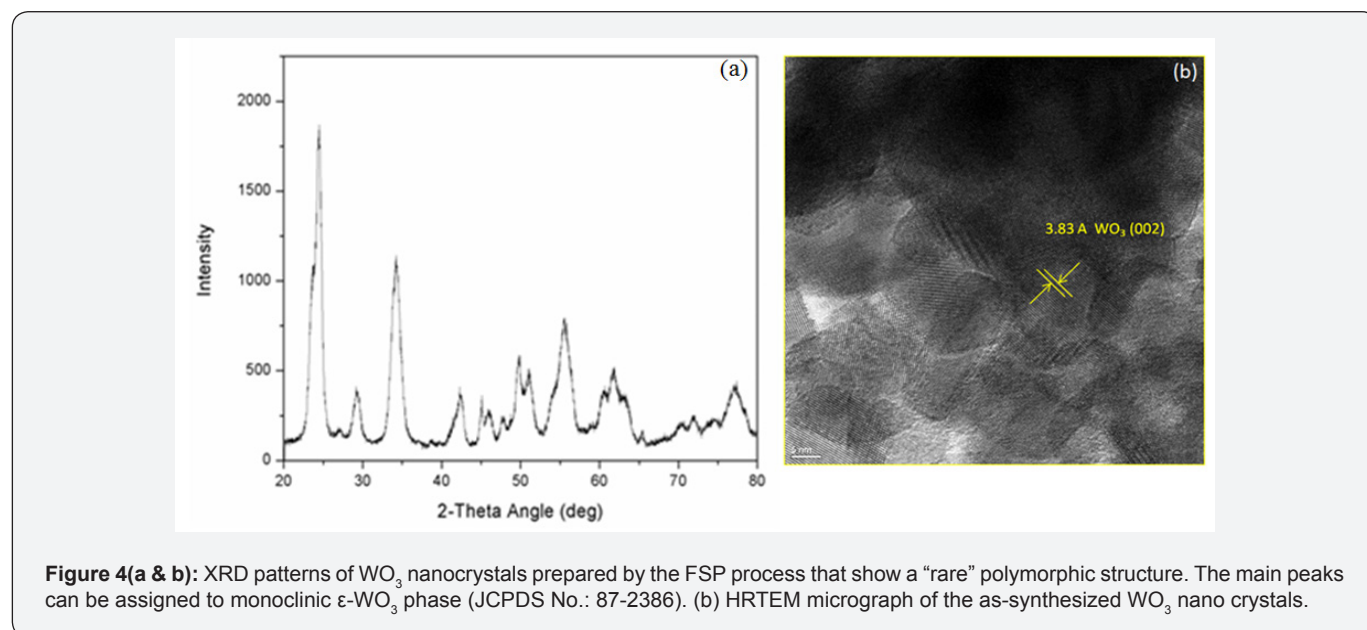 (a)
2000
1500
1000
500
0
Intensity
20 30 40 50 60 70 80
2-Theta Angle (deg)
(b)
3.83 A WO₃ (002)
5 nm
Figure 4(a & b): XRD patterns of WO₃ nanocrystals prepared by the FSP process that show a “rare” polymorphic structure. The main peaks
can be assigned to monoclinic ε-WO₃ phase (JCPDS No.: 87-2386). (b) HRTEM micrograph of the as-synthesized WO₃ nano crystals.